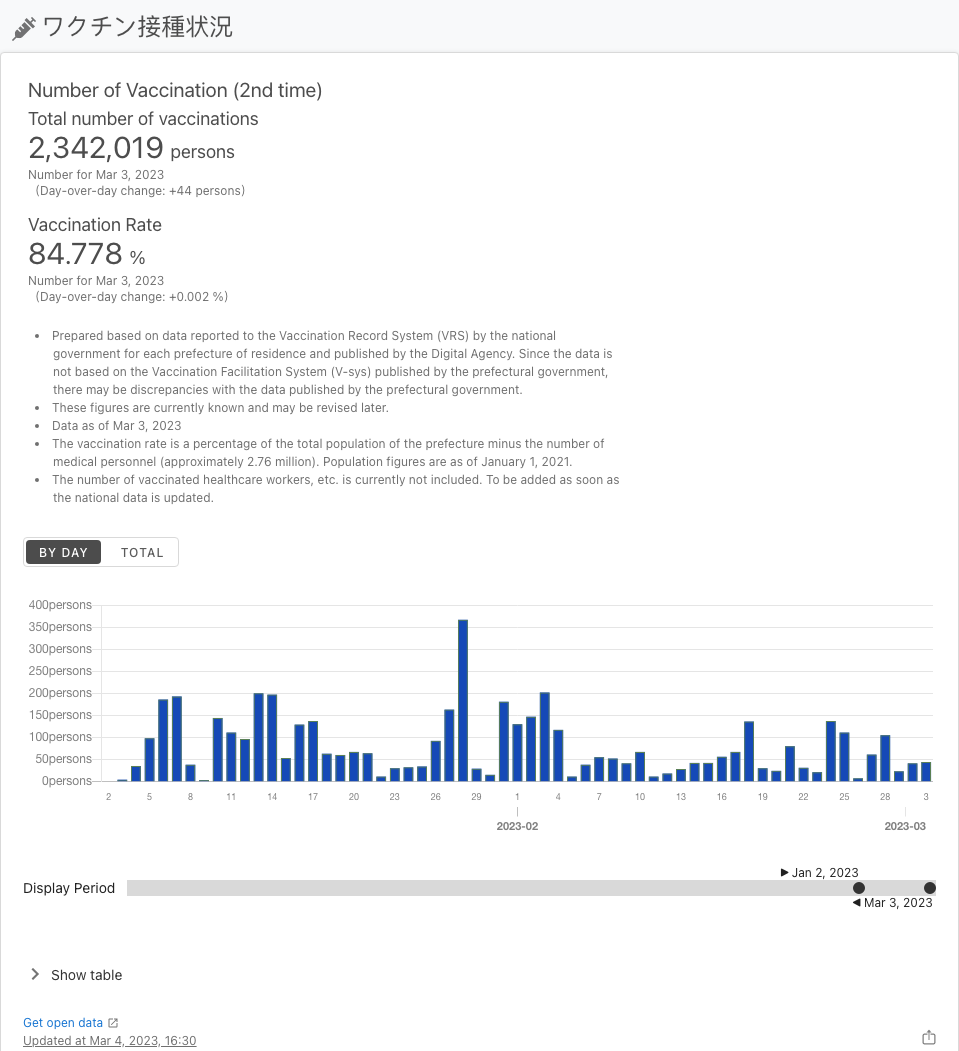 ワクチン接種状況
Number of Vaccination (2nd time)
Total number of vaccinations
2,342,019 persons
Number for Mar 3, 2023
(Day-over-day change: +44 persons)
Vaccination Rate
84.778 %
Number for Mar 3, 2023
(Day-over-day change: +0.002 %)
• Prepared based on data reported to the Vaccination Record System (VRS) by the national
government for each prefecture of residence and published by the Digital Agency. Since the data is
not based on the Vaccination Facilitation System (V-sys) published by the prefectural government,
there may be discrepancies with the data published by the prefectural government.
• These figures are currently known and may be revised later.
• Data as of Mar 3, 2023
• The vaccination rate is a percentage of the total population of the prefecture minus the number of
medical personnel (approximately 2.76 million). Population figures are as of January 1, 2021.
• The number of vaccinated healthcare workers, etc. is currently not included. To be added as soon as
the national data is updated.
BY DAY TOTAL
400persons
350persons
300persons
250persons
200persons
150persons
100persons
50persons
0persons
2 5 8 11 14 17 20 23 26 29 1 4 7 10 13 16 19 22 25 28 3
2023-02 2023-03
▶ Jan 2, 2023
Display Period
◀ Mar 3, 2023
Show table
Get open data
Updated at Mar 4, 2023, 16:30